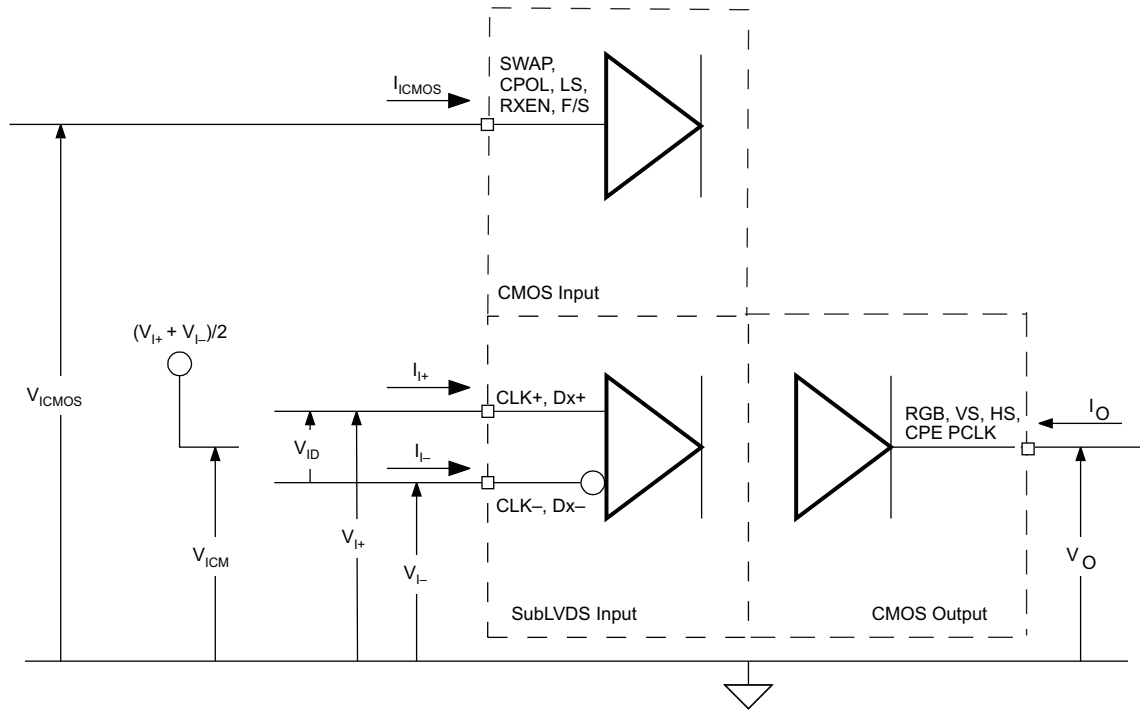 SWAP,
CPOL, LS,
RXEN, F/S
I_ICMOS
CMOS Input
(V_I+ + V_I–)/2
V_ICMOS
I_I+
CLK+, Dx+
V_ID
I_I–
CLK–, Dx–
V_I+
V_ICM
V_I–
SubLVDS Input
RGB, VS, HS,
CPE PCLK
I_O
V_O
CMOS Output